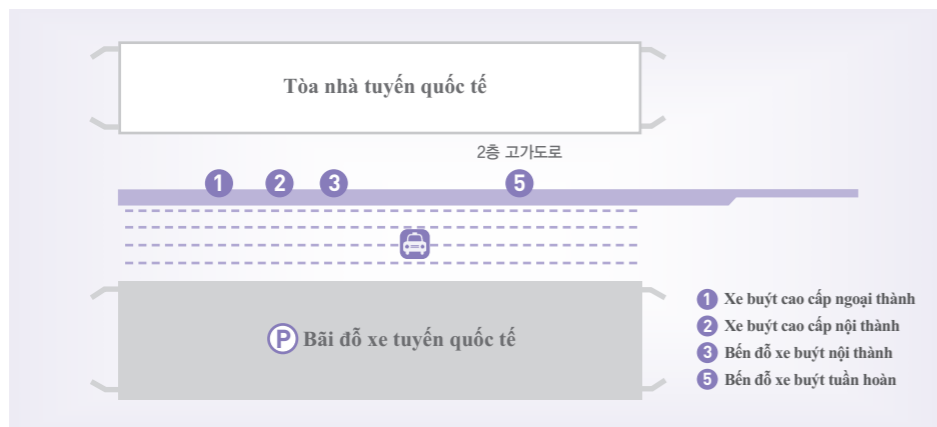 Tòa nhà tuyến quốc tế
2층 고가도로
1 2 3 5
P Bãi đỗ xe tuyến quốc tế
1 Xe buýt cao cấp ngoại thành
2 Xe buýt cao cấp nội thành
3 Bến đỗ xe buýt nội thành
5 Bến đỗ xe buýt tuần hoàn